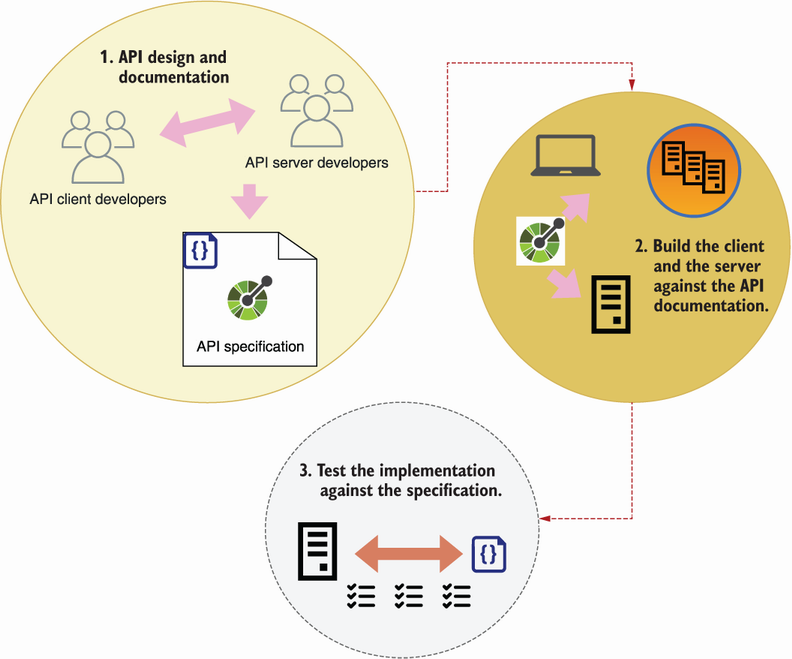 1. API design and
documentation
API server developers
API client developers
{}
API specification
2. Build the client
and the server
against the API
documentation.
3. Test the implementation
against the specification.
{}